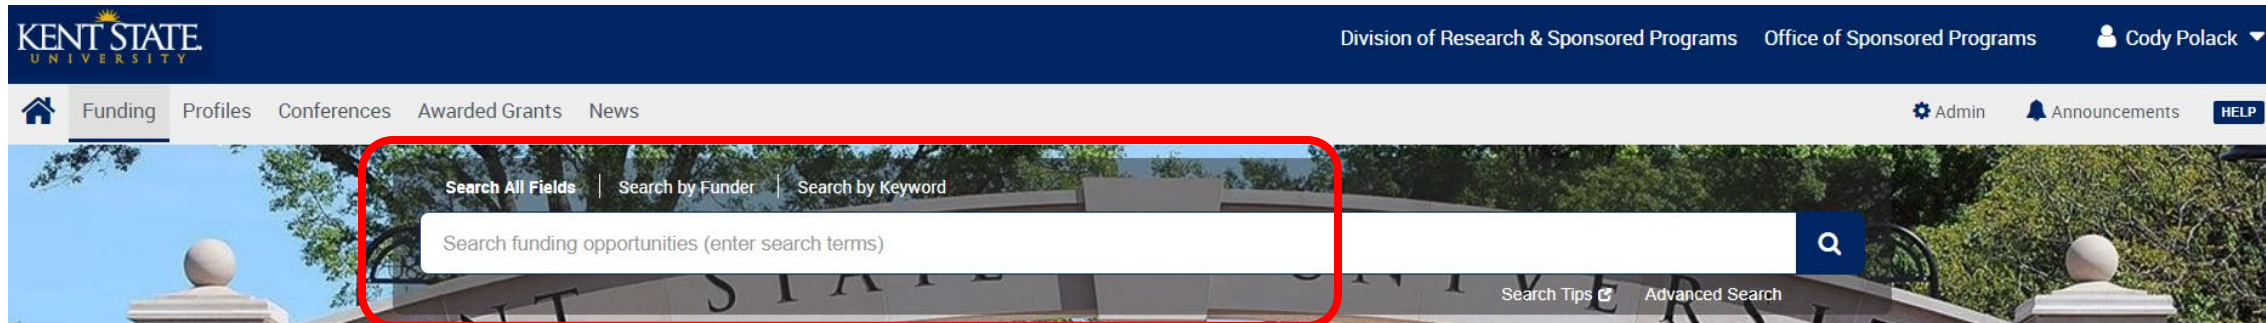 KENT STATE
UNIVERSITY
Division of Research & Sponsored Programs Office of Sponsored Programs Cody Polack
Funding Profiles Conferences Awarded Grants News Admin Announcements HELP
Search All Fields | Search by Funder | Search by Keyword
Search funding opportunities (enter search terms)
Search Tips Advanced Search